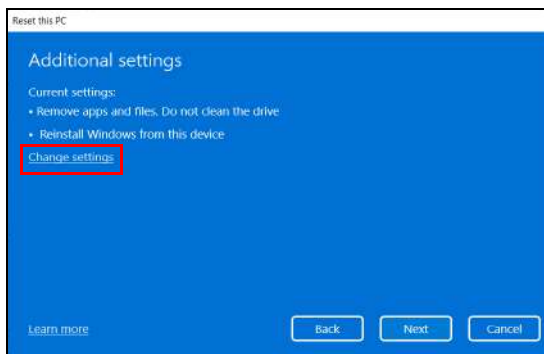 Reset this PC
Additional settings
Current settings:
• Remove apps and files. Do not clean the drive
• Reinstall Windows from this device
Change settings
Learn more
Back
Next
Cancel